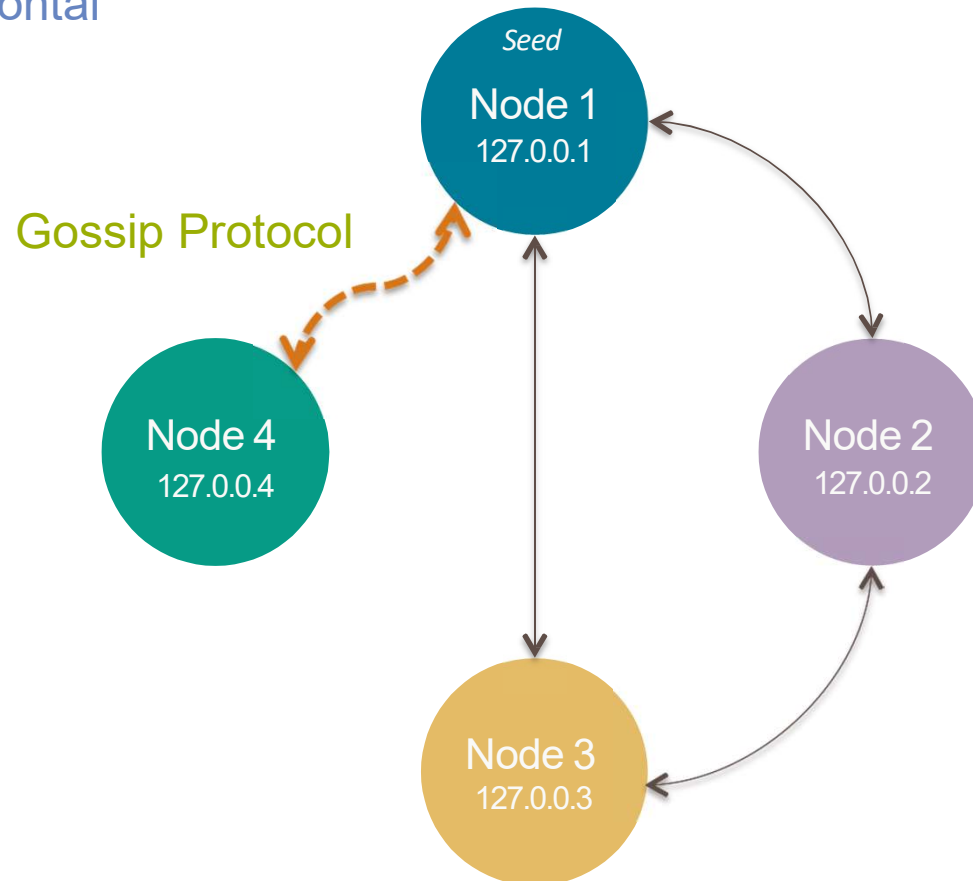 ontal
Seed
Node 1
127.0.0.1
Gossip Protocol
Node 4
127.0.0.4
Node 2
127.0.0.2
Node 3
127.0.0.3